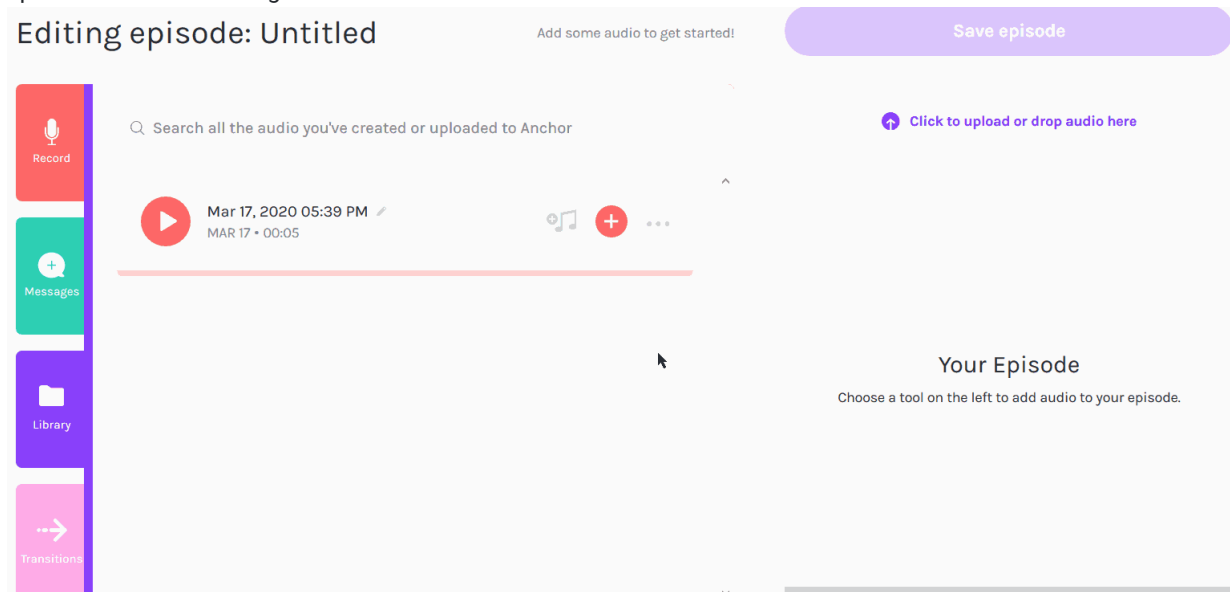 Editing episode: Untitled
Add some audio to get started!
Save episode
Record
Search all the audio you've created or uploaded to Anchor
Click to upload or drop audio here
Mar 17, 2020 05:39 PM
MAR 17 • 00:05
Messages
Library
Your Episode
Choose a tool on the left to add audio to your episode.
Transitions